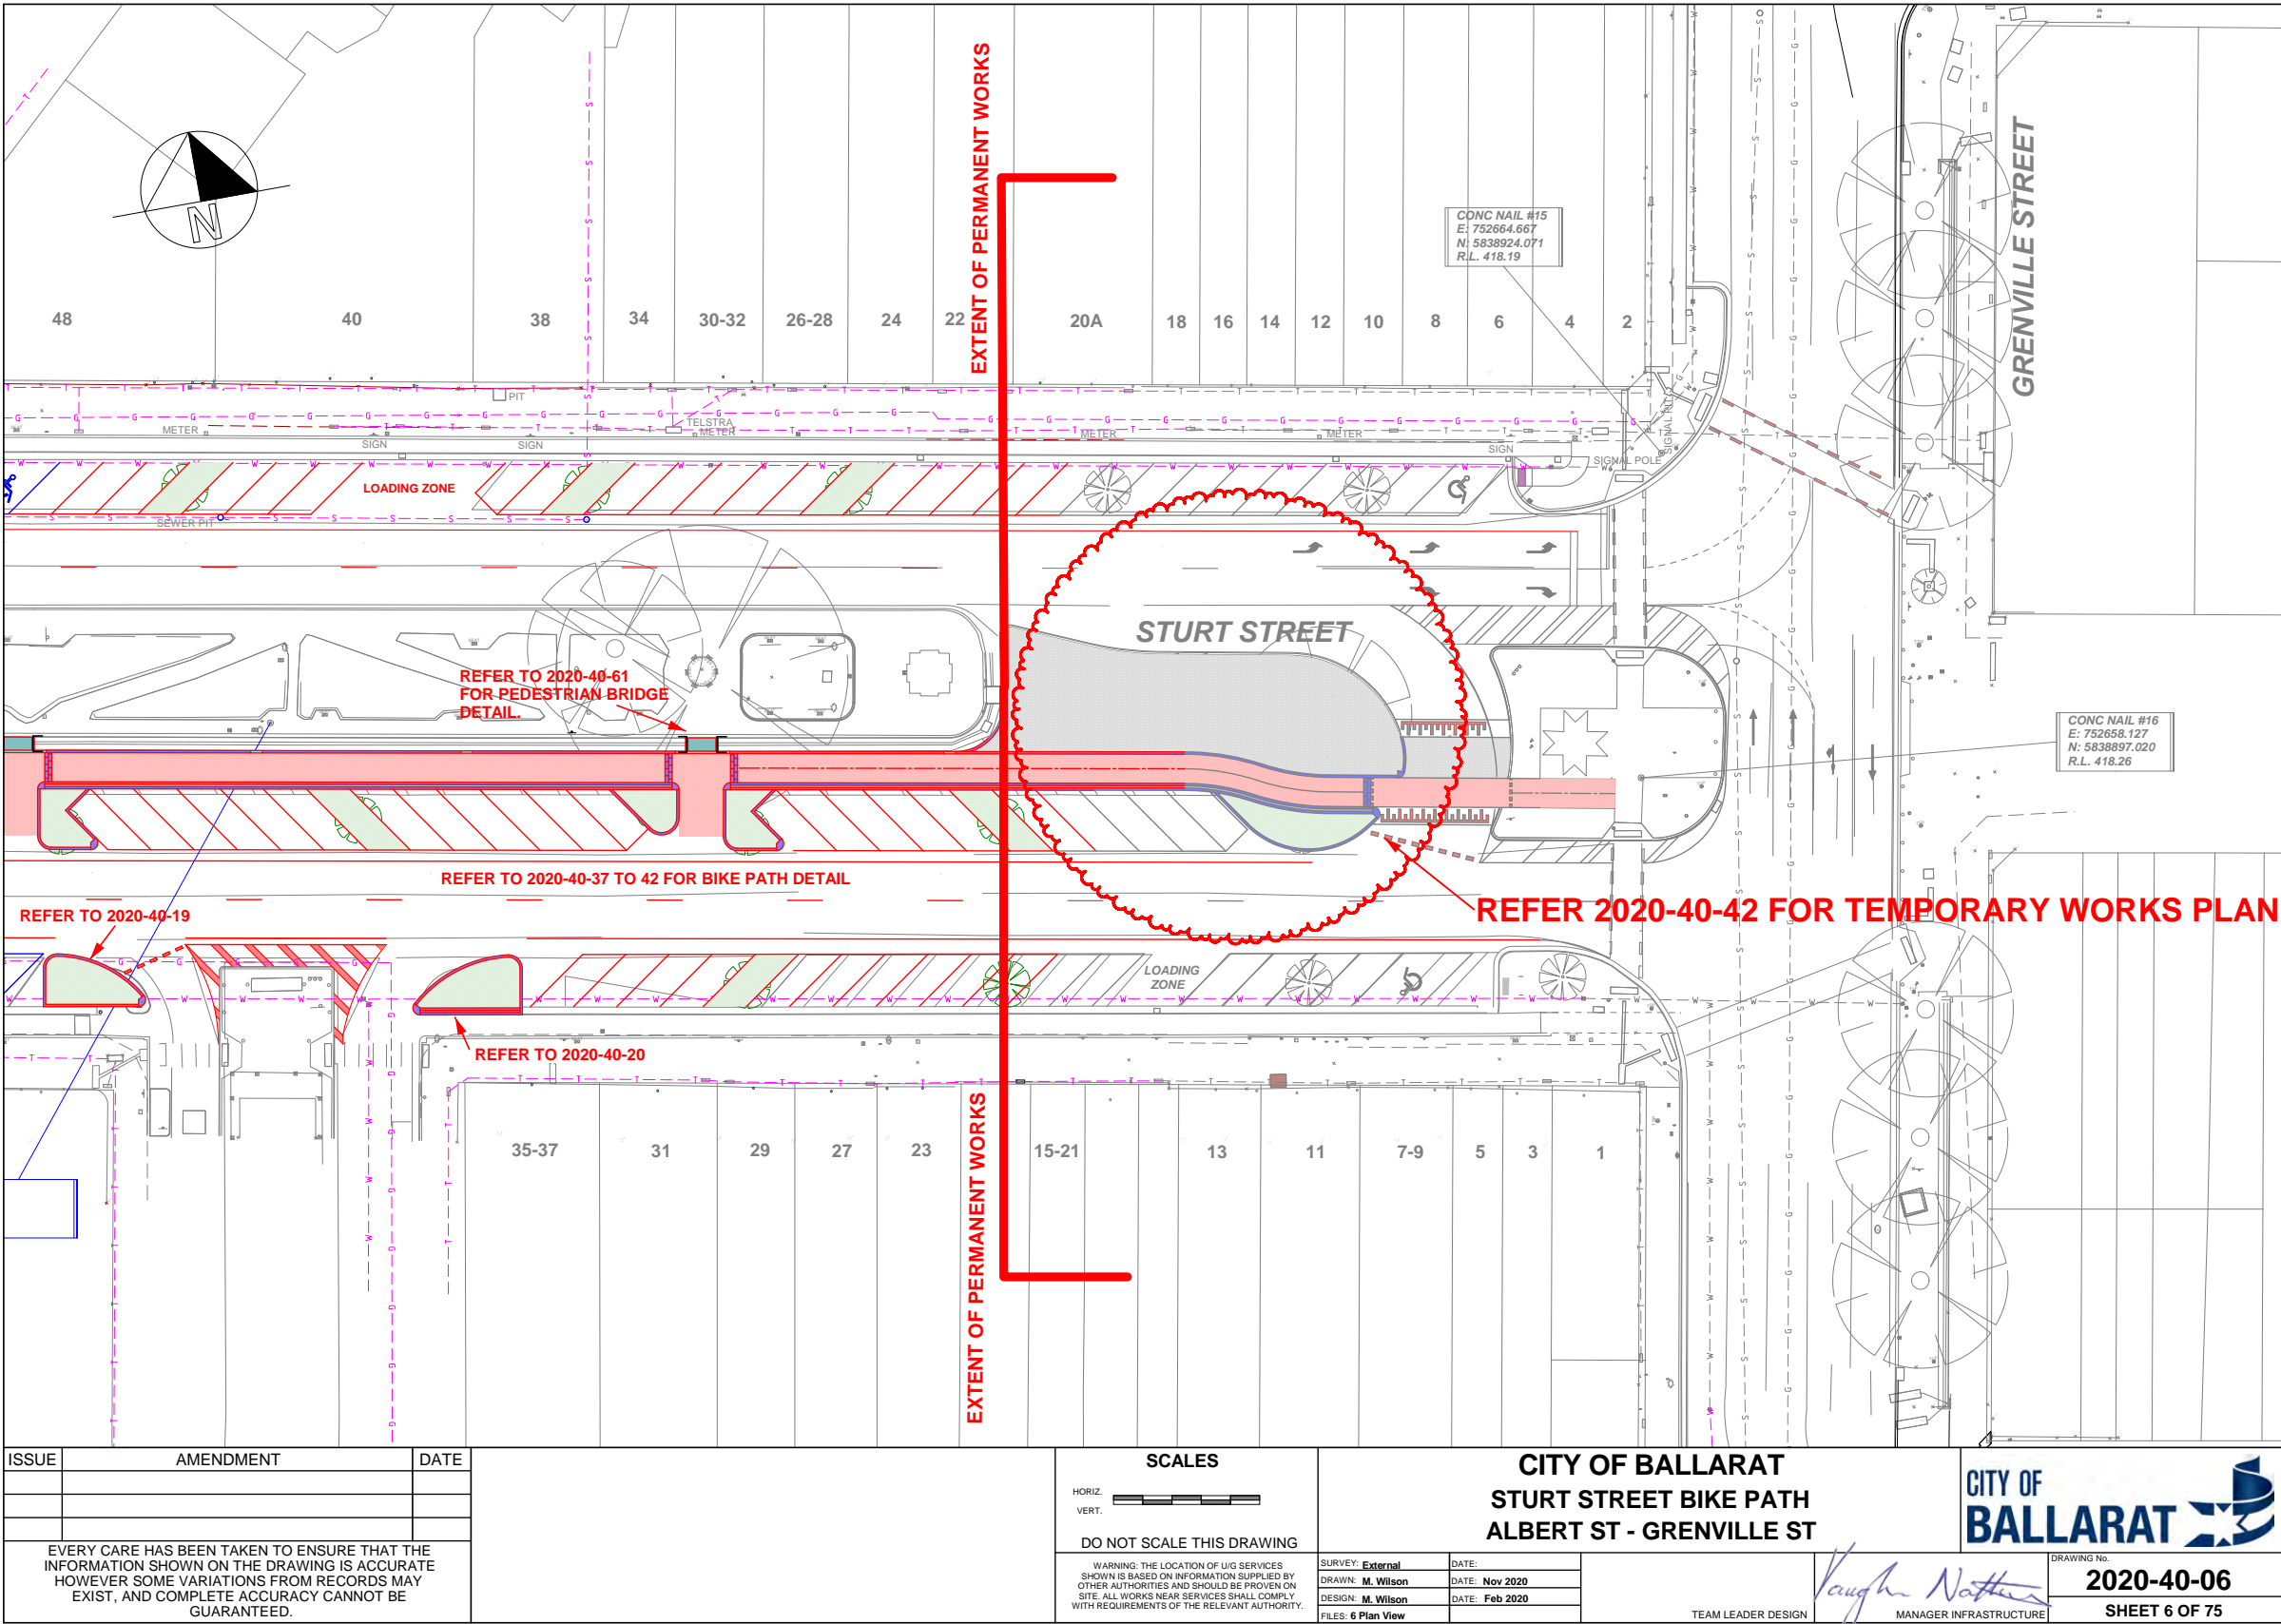 EXTENT OF PERMANENT WORKS
GRENVILLE STREET
CONC NAIL #15
E: 752664.667
N: 5838924.071
R.L. 418.19
N
48
40
38
34
30-32
26-28
24
22
20A
18
16
14
12
10
8
6
4
2
PIT
TELSTRA
METER
METER
SIGN
SIGN
METER
METER
SIGN
SIGNAL POLE
SIGNAL PIT
LOADING ZONE
SEWER PIT
STURT STREET
REFER TO 2020-40-61
FOR PEDESTRIAN BRIDGE
DETAIL.
CONC NAIL #16
E: 752658.127
N: 5838897.020
R.L. 418.26
REFER TO 2020-40-37 TO 42 FOR BIKE PATH DETAIL
REFER TO 2020-40-19
REFER 2020-40-42 FOR TEMPORARY WORKS PLAN
LOADING
ZONE
REFER TO 2020-40-20
EXTENT OF PERMANENT WORKS
35-37
31
29
27
23
15-21
13
11
7-9
5
3
1
ISSUE AMENDMENT DATE
EVERY CARE HAS BEEN TAKEN TO ENSURE THAT THE
INFORMATION SHOWN ON THE DRAWING IS ACCURATE
HOWEVER SOME VARIATIONS FROM RECORDS MAY
EXIST, AND COMPLETE ACCURACY CANNOT BE
GUARANTEED.
SCALES
HORIZ.
VERT.
DO NOT SCALE THIS DRAWING
WARNING: THE LOCATION OF U/G SERVICES
SHOWN IS BASED ON INFORMATION SUPPLIED BY
OTHER AUTHORITIES AND SHOULD BE PROVEN ON
SITE. ALL WORKS NEAR SERVICES SHALL COMPLY
WITH REQUIREMENTS OF THE RELEVANT AUTHORITY.
CITY OF BALLARAT
STURT STREET BIKE PATH
ALBERT ST - GRENVILLE ST
SURVEY: External DATE:
DRAWN: M. Wilson DATE: Nov 2020
DESIGN: M. Wilson DATE: Feb 2020
FILES: 6 Plan View
TEAM LEADER DESIGN
MANAGER INFRASTRUCTURE
CITY OF
BALLARAT
DRAWING No.
2020-40-06
SHEET 6 OF 75